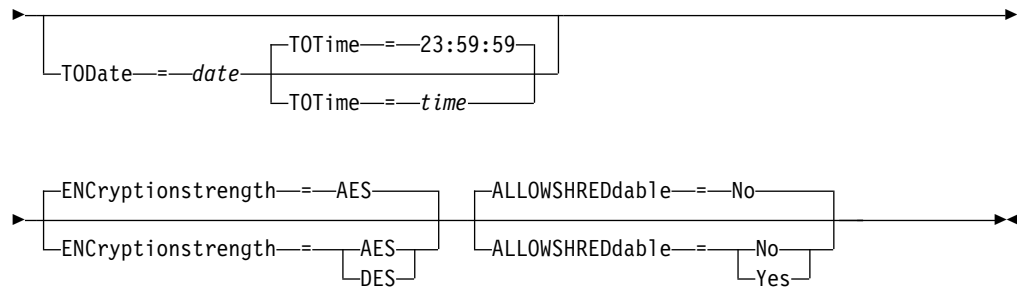 TOTime = 23:59:59
TODate = date
TOTime = time
ENCryptionstrength = AES ALLOWSHREDdable = No
ENCryptionstrength = AES ALLOWSHREDdable = No
DES Yes